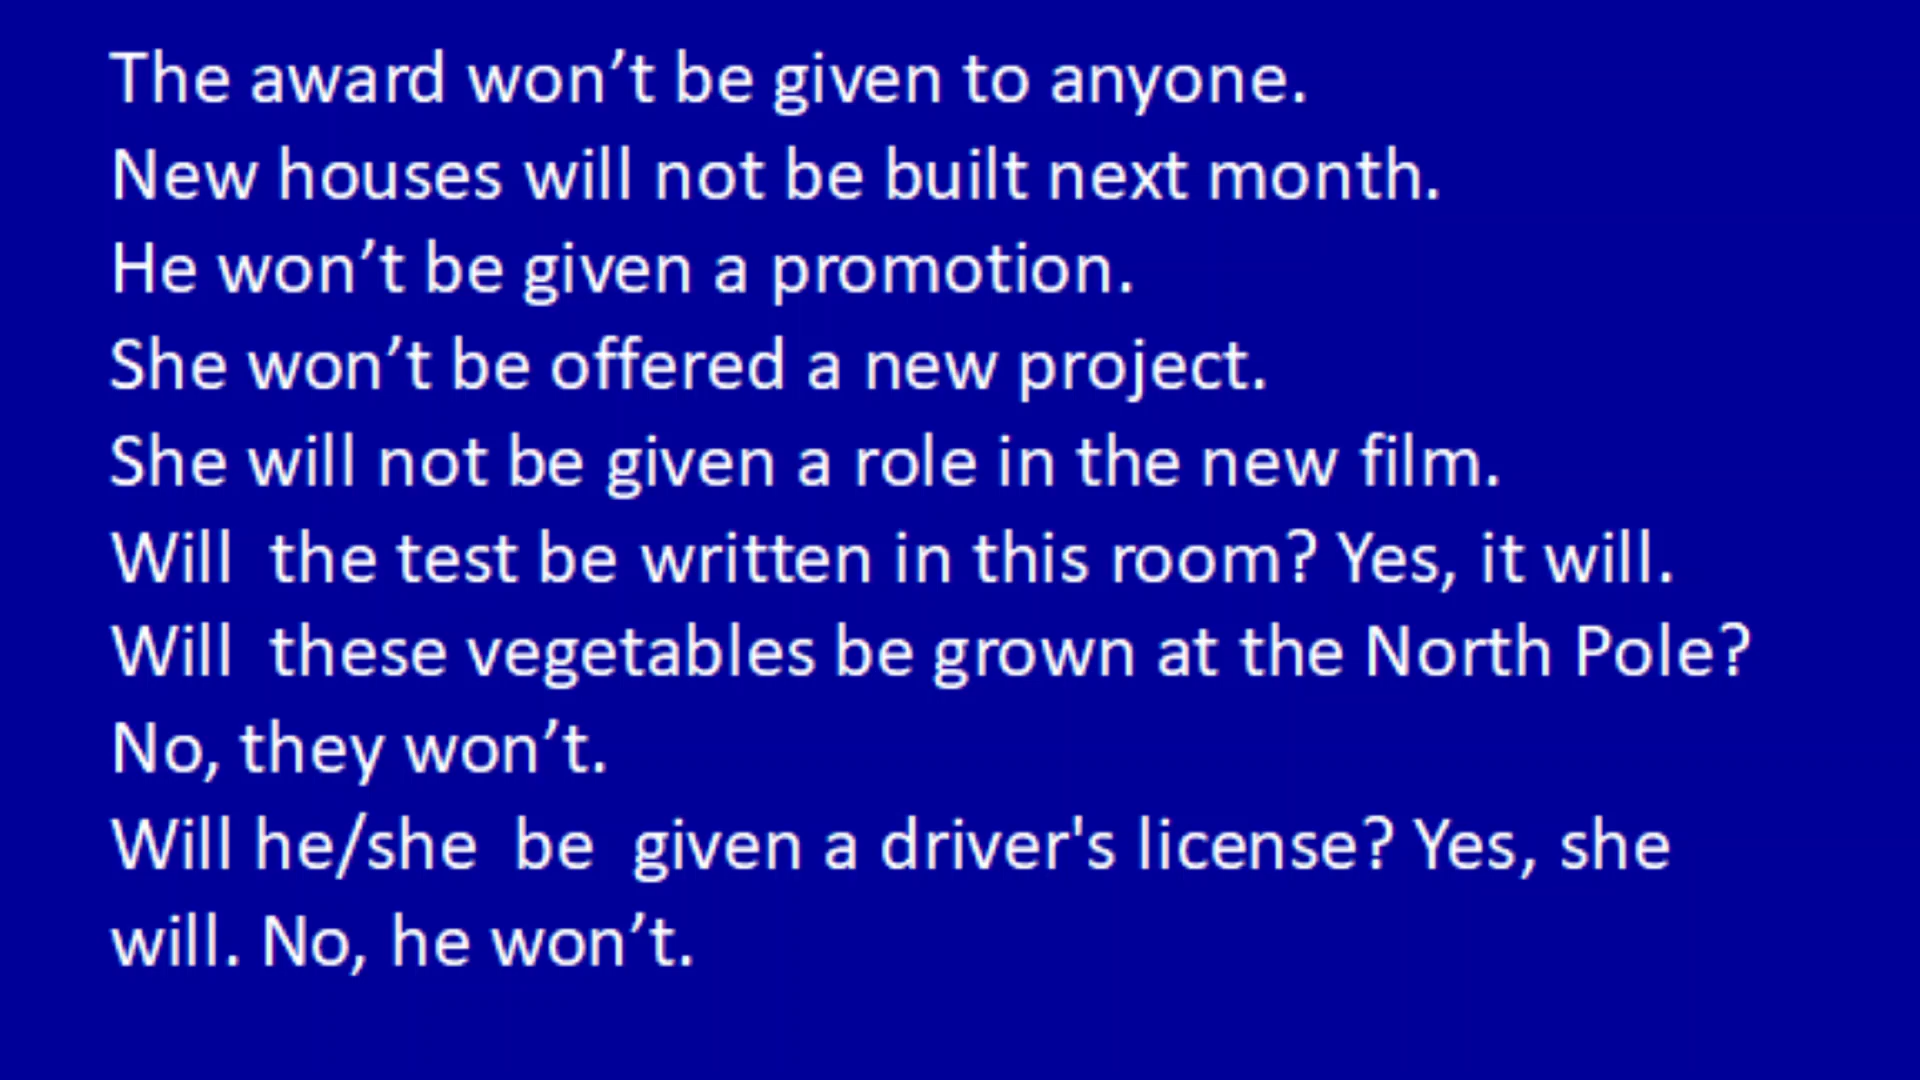 The award won’t be given to anyone.
New houses will not be built next month.
He won’t be given a promotion.
She won’t be offered a new project.
She will not be given a role in the new film.
Will  the test be written in this room? Yes, it will.
Will  these vegetables be grown at the North Pole?
No, they won’t.
Will he/she  be  given a driver's license? Yes, she
will. No, he won’t.